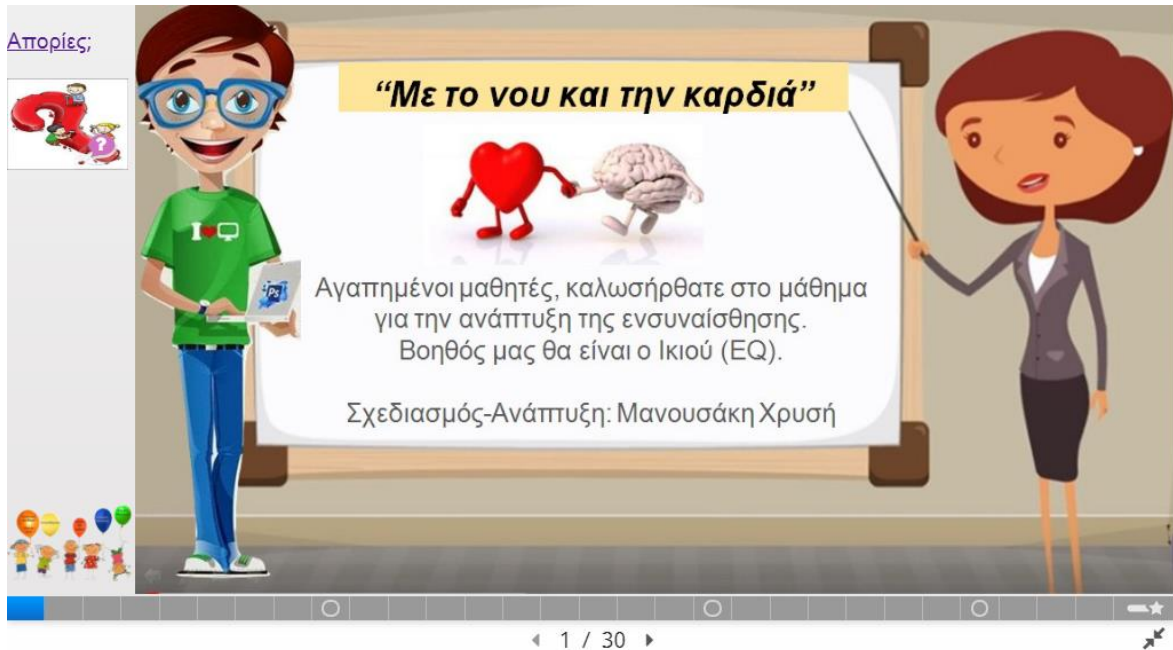 Απορίες;
?
“Με το νου και την καρδιά”
I
Ps
Αγαπημένοι μαθητές, καλωσήρθατε στο μάθημα
για την ανάπτυξη της ενσυναίσθησης.
Βοηθός μας θα είναι ο Ικιού (EQ).
Σχεδιασμός-Ανάπτυξη: Μανουσάκη Χρυσή
1 / 30